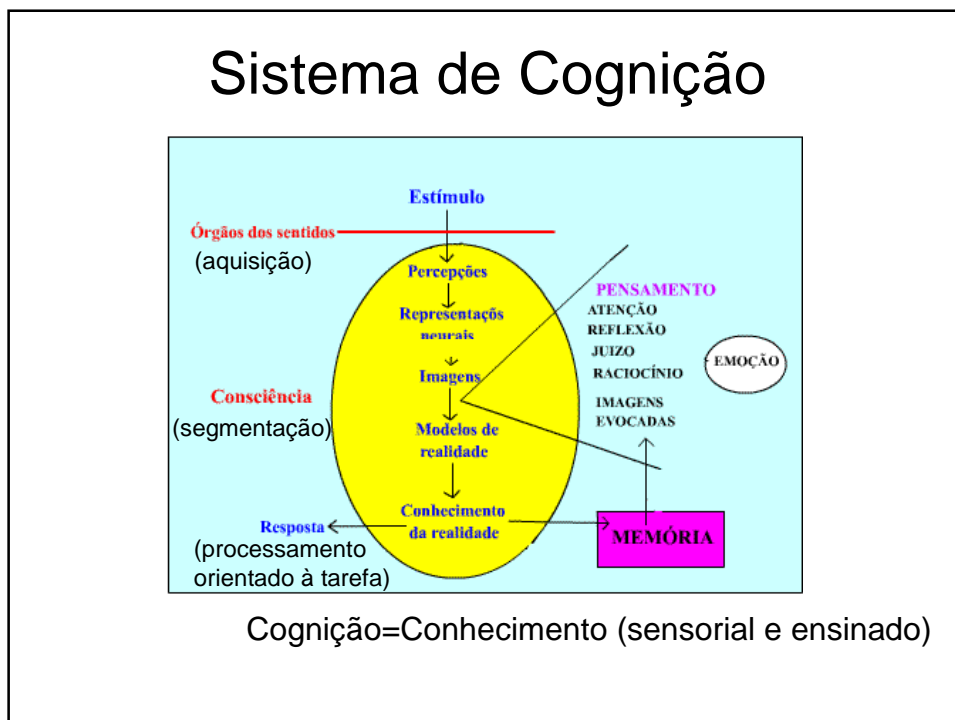 Sistema de Cognição
Estímulo
Órgãos dos sentidos
(aquisição)
Percepções
Representaçõs
neurais
Imagens
Consciência
(segmentação)
Modelos de
realidade
Conhecimento
da realidade
Resposta
(processamento
orientado à tarefa)
PENSAMENTO
ATENÇÃO
REFLEXÃO
JUIZO
RACIOCÍNIO
IMAGENS
EVOCADAS
EMOÇÃO
MEMÓRIA
Cognição=Conhecimento (sensorial e ensinado)